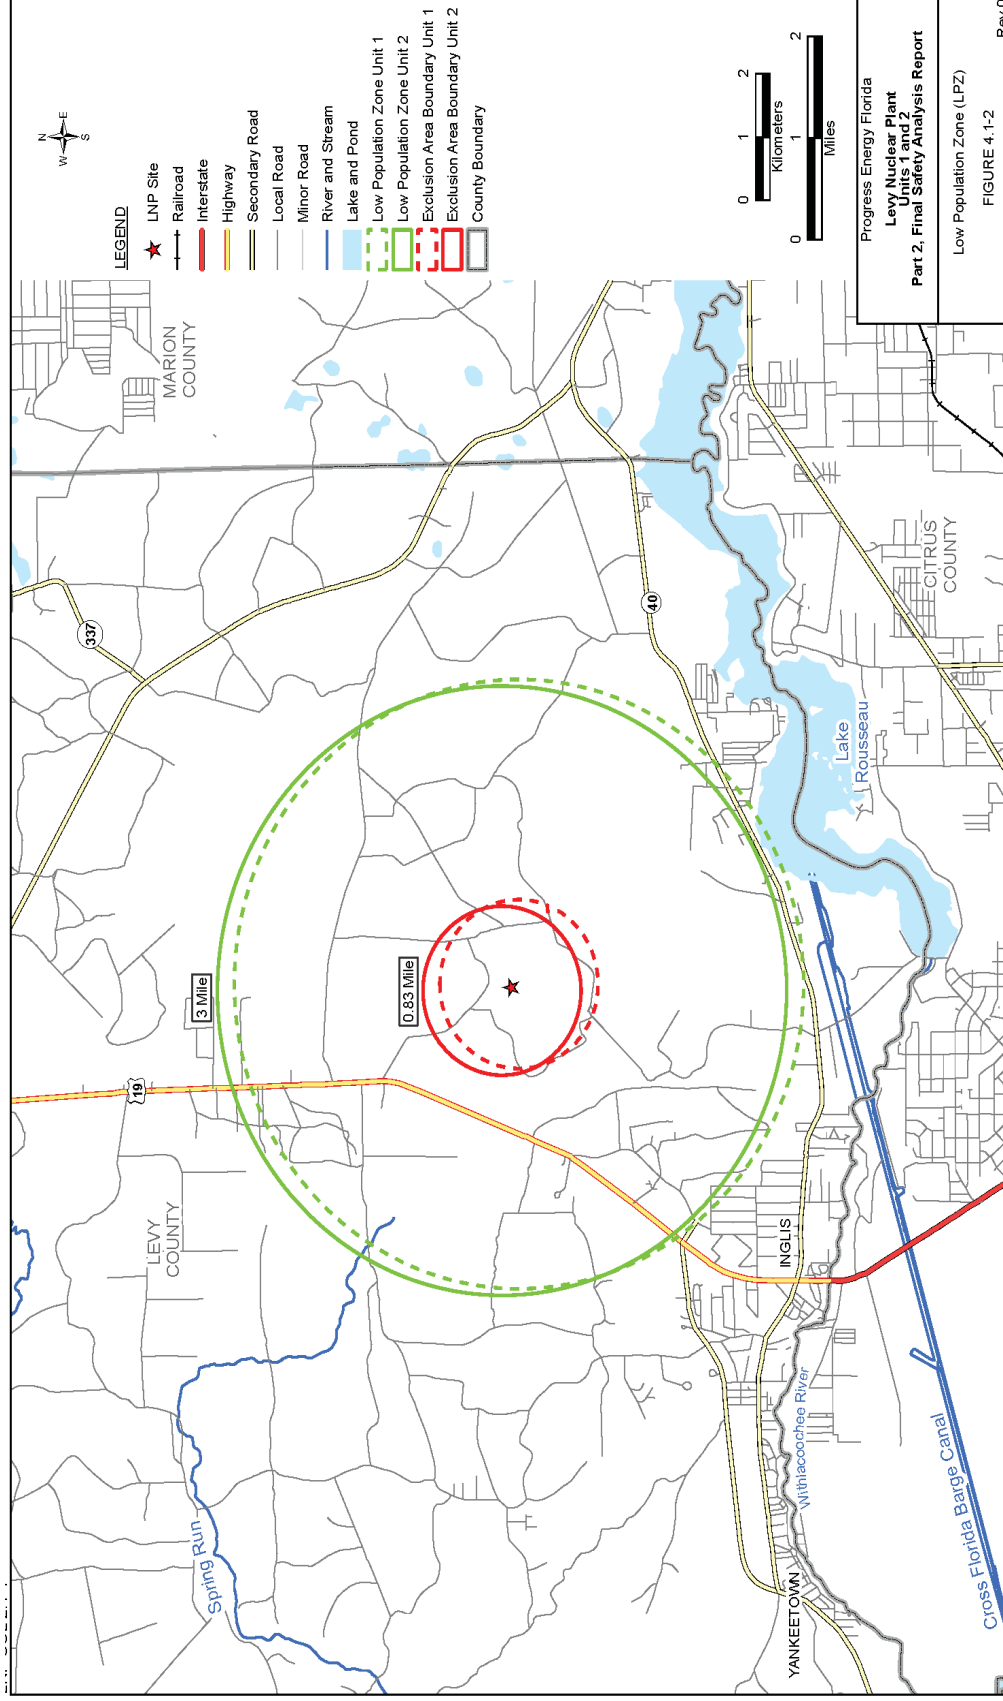 N
W
E
S
LEGEND
LNP Site
Railroad
Interstate
Highway
Secondary Road
Local Road
Minor Road
River and Stream
Lake and Pond
Low Population Zone Unit 1
Low Population Zone Unit 2
Exclusion Area Boundary Unit 1
Exclusion Area Boundary Unit 2
County Boundary
0 1 2
Kilometers
0 1 2
Miles
Progress Energy Florida
Levy Nuclear Plant
Units 1 and 2
Part 2, Final Safety Analysis Report
Low Population Zone (LPZ)
FIGURE 4.1-2
MARION
COUNTY
337
40
CITRUS
COUNTY
Lake
Rousseau
3 Mile
0.83 Mile
19
LEVY
COUNTY
INGLIS
Spring Run
Withlacoochee River
YANKEETOWN
Cross Florida Barge Canal